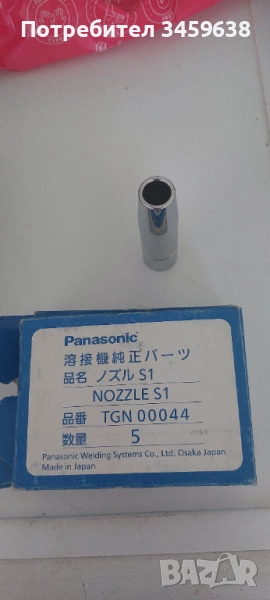 Потребител 3459638
Panasonic
溶接機純正パーツ
品名 ノズル S1
NOZZLE S1
品番 TGN 00044
数量 5
Panasonic Welding Systems Co., Ltd. Osaka Japan
Made in Japan
BAZAR